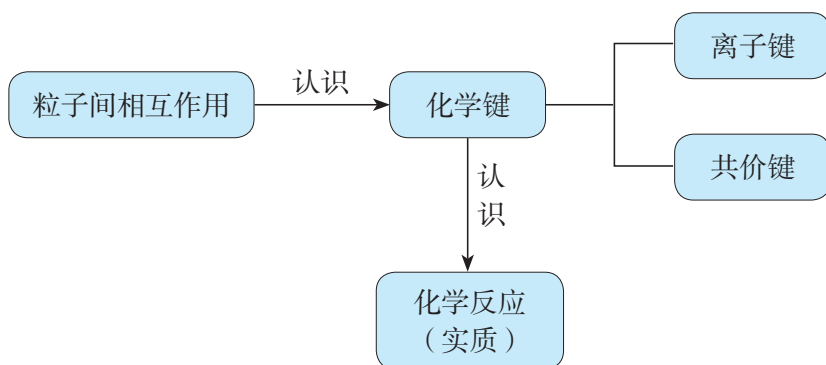 离子键
认识
粒子间相互作用
化学键
共价键
认
识
化学反应
（实质）